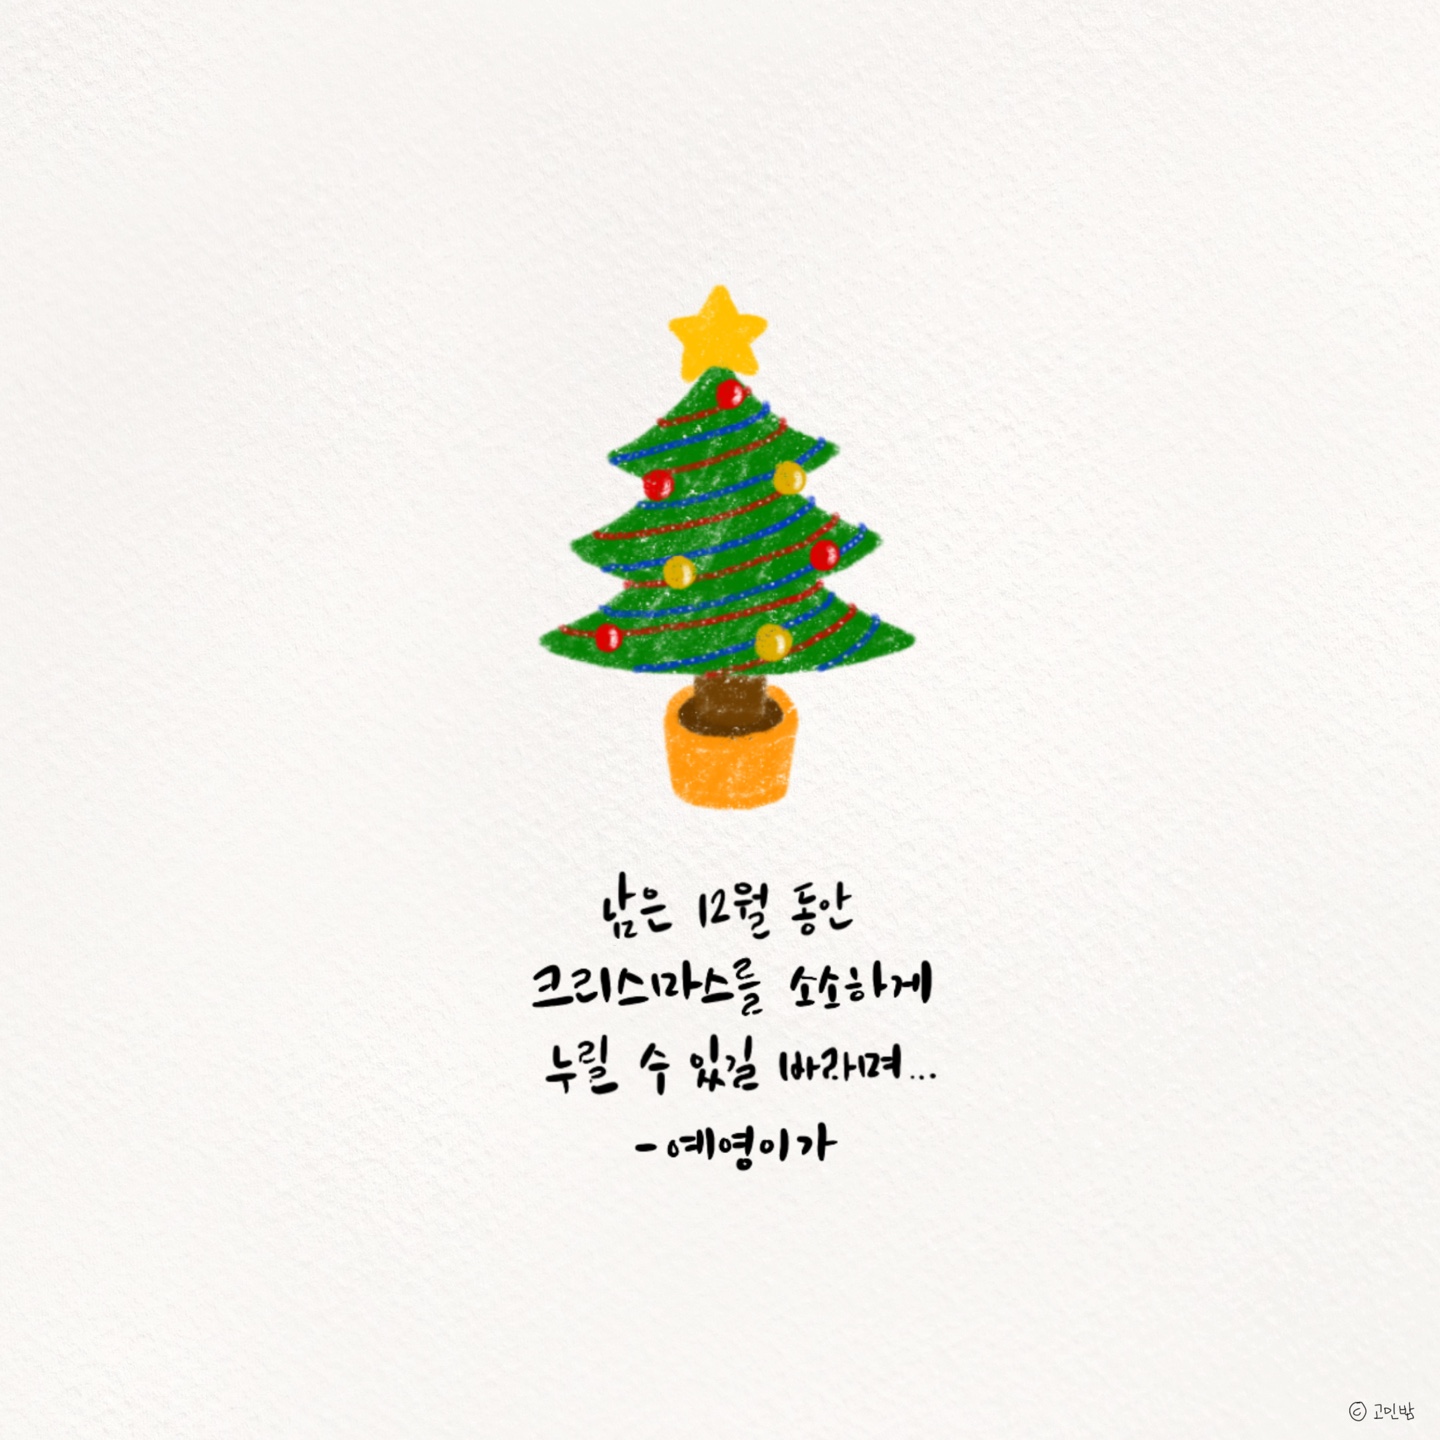 남은 12월 동안
크리스마스를 소소하게
누릴 수 있길 바라며...
-예영이가
ⓒ 고민밤